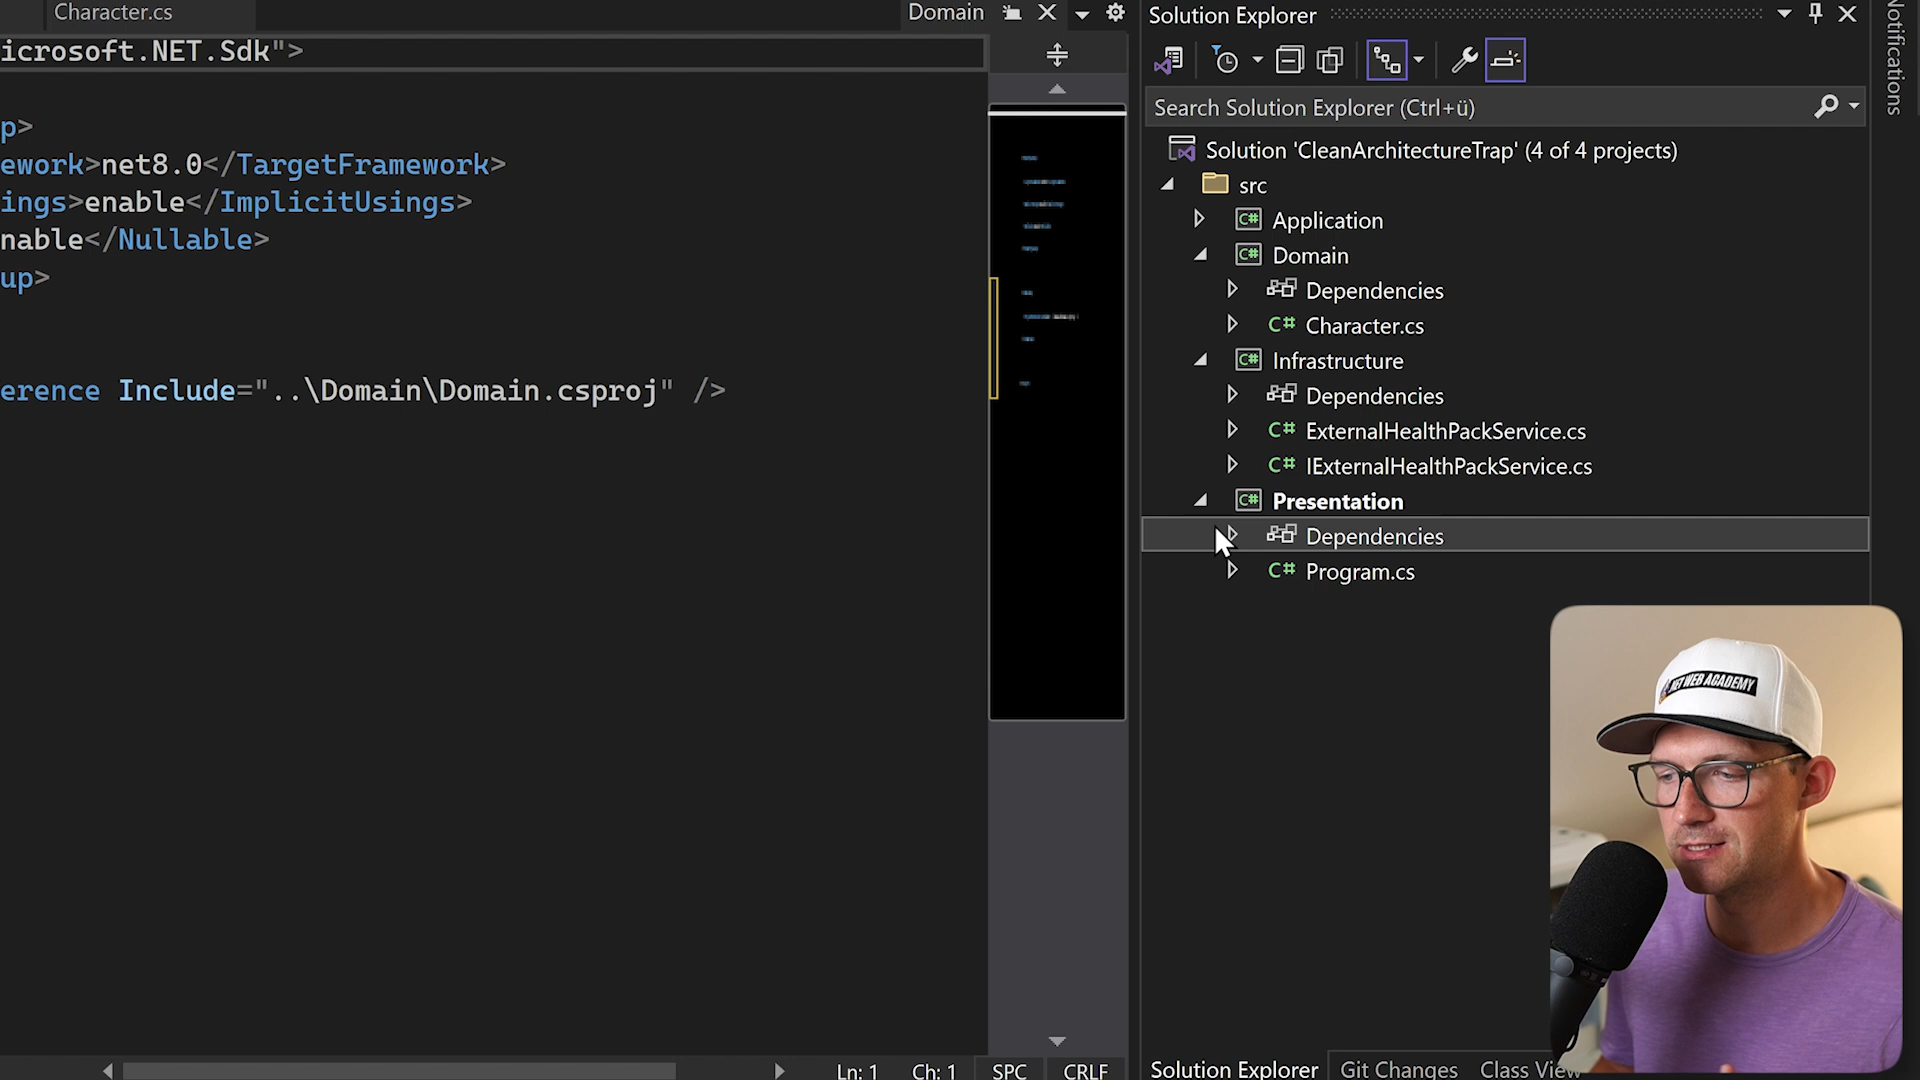 Character.cs
Domain
icrosoft.NET.Sdk">
p>
ework>net8.0</TargetFramework>
ings>enable</ImplicitUsings>
nable</Nullable>
up>
erence Include="..\Domain\Domain.csproj" />
Ln: 1 Ch: 1 SPC CRLF
Solution Explorer
Search Solution Explorer (Ctrl+ü)
Solution 'CleanArchitectureTrap' (4 of 4 projects)
src
C# Application
C# Domain
Dependencies
C# Character.cs
C# Infrastructure
Dependencies
C# ExternalHealthPackService.cs
C# IExternalHealthPackService.cs
C# Presentation
Dependencies
C# Program.cs
Solution Explorer Git Changes Class View
Notifications
.NET WEB ACADEMY